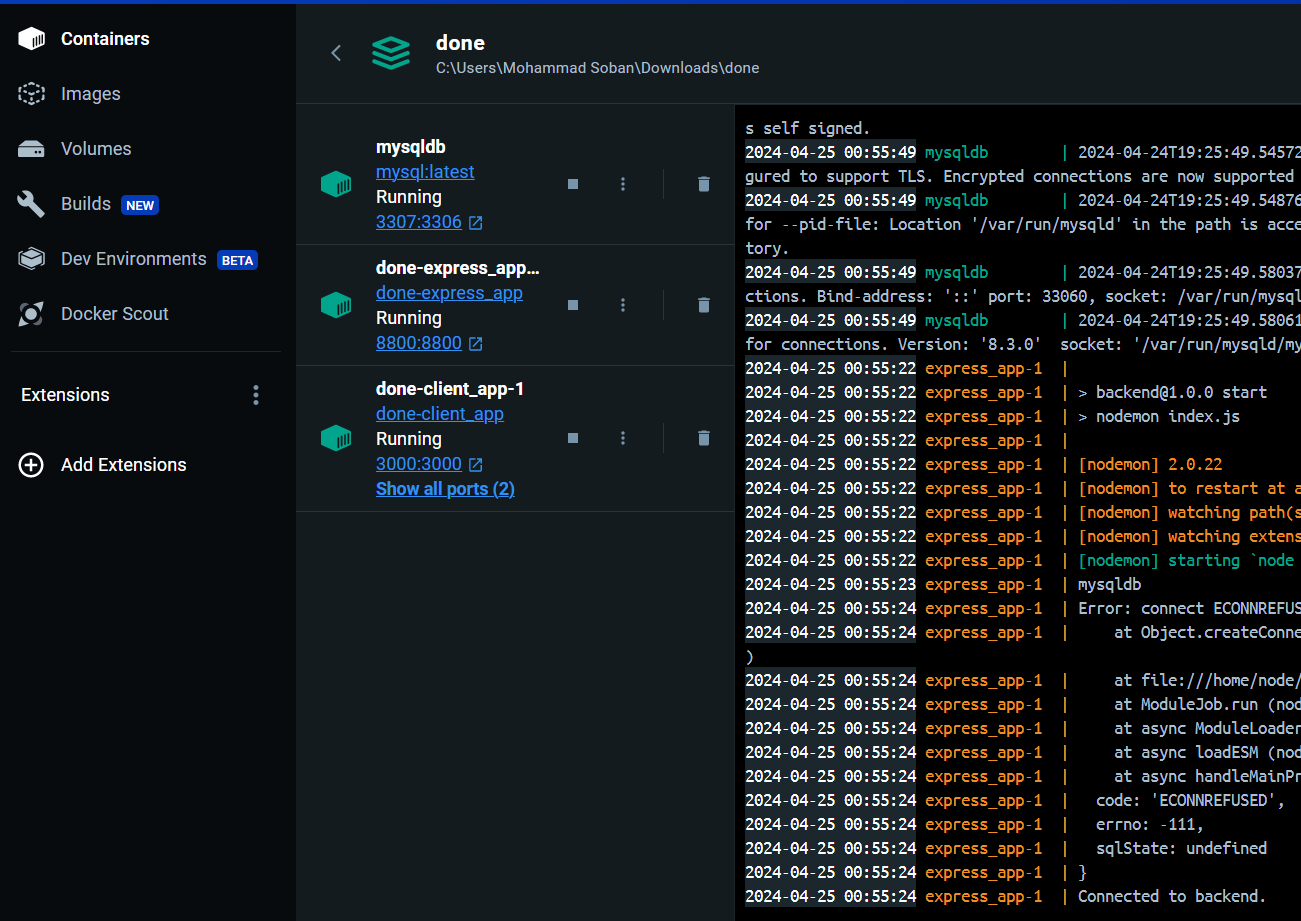 Containers
Images
Volumes
Builds NEW
Dev Environments BETA
Docker Scout
Extensions
Add Extensions
done
C:\Users\Mohammad Soban\Downloads\done
mysqldb
mysql:latest
Running
3307:3306
done-express_app...
done-express_app
Running
8800:8800
done-client_app-1
done-client_app
Running
3000:3000
Show all ports (2)
s self signed.
2024-04-25 00:55:49 mysqldb | 2024-04-24T19:25:49.54572
gured to support TLS. Encrypted connections are now supported
2024-04-25 00:55:49 mysqldb | 2024-04-24T19:25:49.54876
for --pid-file: Location '/var/run/mysqld' in the path is acce
tory.
2024-04-25 00:55:49 mysqldb | 2024-04-24T19:25:49.58037
ctions. Bind-address: '::' port: 33060, socket: /var/run/mysql
2024-04-25 00:55:49 mysqldb | 2024-04-24T19:25:49.58061
for connections. Version: '8.3.0' socket: '/var/run/mysqld/my
2024-04-25 00:55:22 express_app-1 |
2024-04-25 00:55:22 express_app-1 | > backend@1.0.0 start
2024-04-25 00:55:22 express_app-1 | > nodemon index.js
2024-04-25 00:55:22 express_app-1 |
2024-04-25 00:55:22 express_app-1 | [nodemon] 2.0.22
2024-04-25 00:55:22 express_app-1 | [nodemon] to restart at a
2024-04-25 00:55:22 express_app-1 | [nodemon] watching path(s
2024-04-25 00:55:22 express_app-1 | [nodemon] watching extens
2024-04-25 00:55:22 express_app-1 | [nodemon] starting `node
2024-04-25 00:55:23 express_app-1 | mysqldb
2024-04-25 00:55:24 express_app-1 | Error: connect ECONNREFUS
2024-04-25 00:55:24 express_app-1 | at Object.createConne
)
2024-04-25 00:55:24 express_app-1 | at file:///home/node/
2024-04-25 00:55:24 express_app-1 | at ModuleJob.run (nod
2024-04-25 00:55:24 express_app-1 | at async ModuleLoader
2024-04-25 00:55:24 express_app-1 | at async loadESM (nod
2024-04-25 00:55:24 express_app-1 | at async handleMainPr
2024-04-25 00:55:24 express_app-1 | code: 'ECONNREFUSED',
2024-04-25 00:55:24 express_app-1 | errno: -111,
2024-04-25 00:55:24 express_app-1 | sqlState: undefined
2024-04-25 00:55:24 express_app-1 | }
2024-04-25 00:55:24 express_app-1 | Connected to backend.